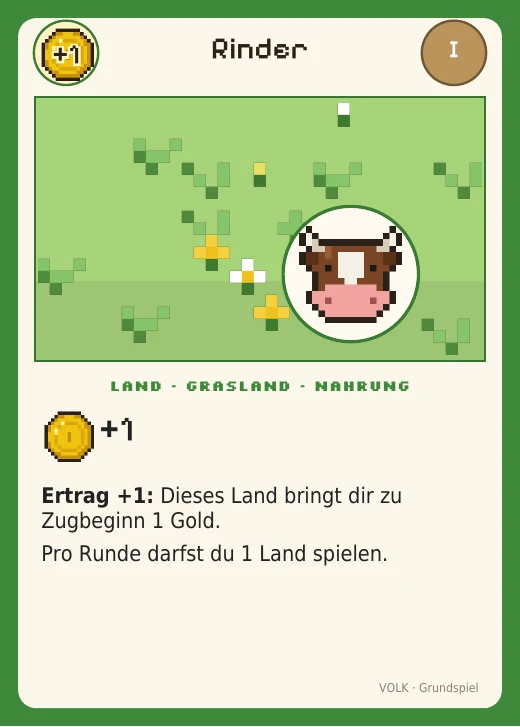 +1
Rinder
I
LAND · GRASLAND · NAHRUNG
+1
Ertrag +1: Dieses Land bringt dir zu
Zugbeginn 1 Gold.
Pro Runde darfst du 1 Land spielen.
VOLK · Grundspiel